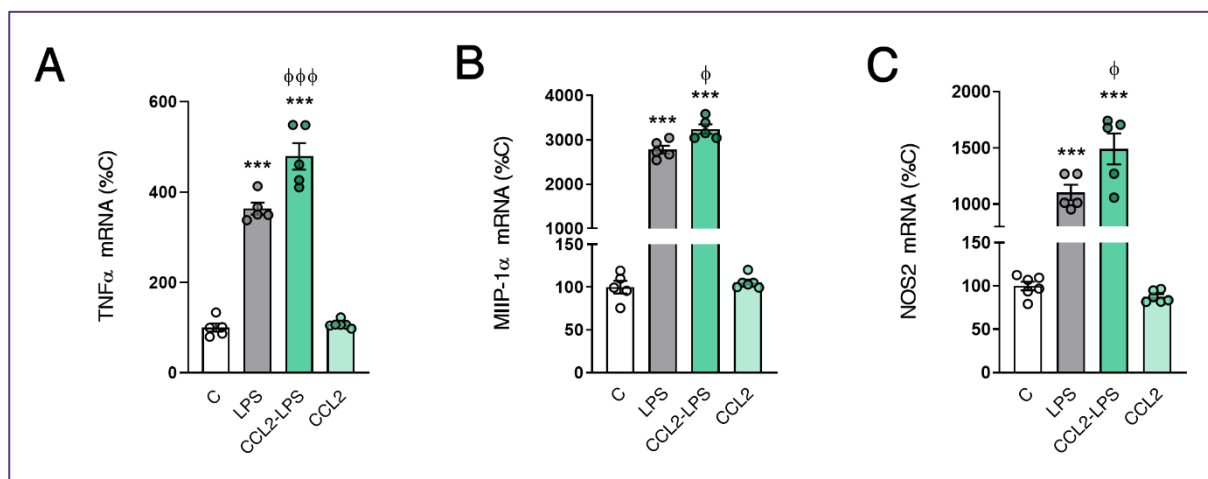 A
TNFα mRNA (%C)
ϕϕϕ
***
***
600
400
200
0
C
LPS
CCL2-LPS
CCL2
B
MIIP-1α mRNA (%C)
ϕ
***
***
4000
3000
2000
1000
150
100
50
0
C
LPS
CCL2-LPS
CCL2
C
NOS2 mRNA (%C)
ϕ
***
***
2000
1500
1000
150
100
50
0
C
LPS
CCL2-LPS
CCL2